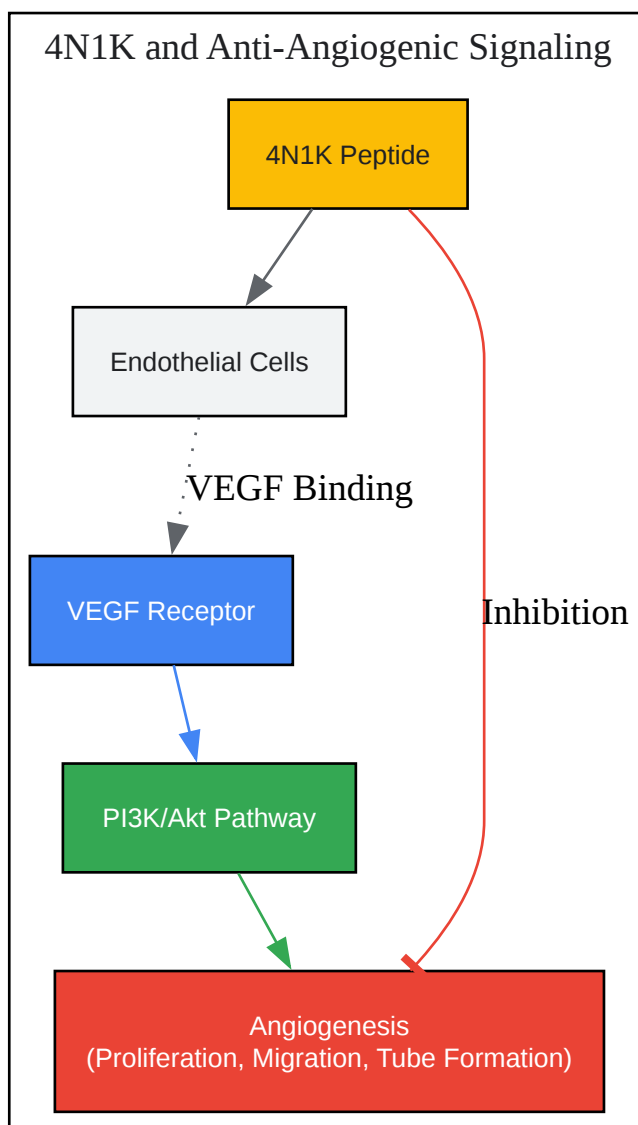 4N1K and Anti-Angiogenic Signaling
4N1K Peptide
Endothelial Cells
VEGF Binding
VEGF Receptor
Inhibition
PI3K/Akt Pathway
Angiogenesis
(Proliferation, Migration, Tube Formation)